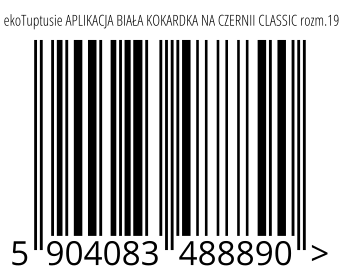 ekoTuptusie APLIKACJA BIAŁA KOKARDKA NA CZERNII CLASSIC rozm.19
5 904083 488890 >